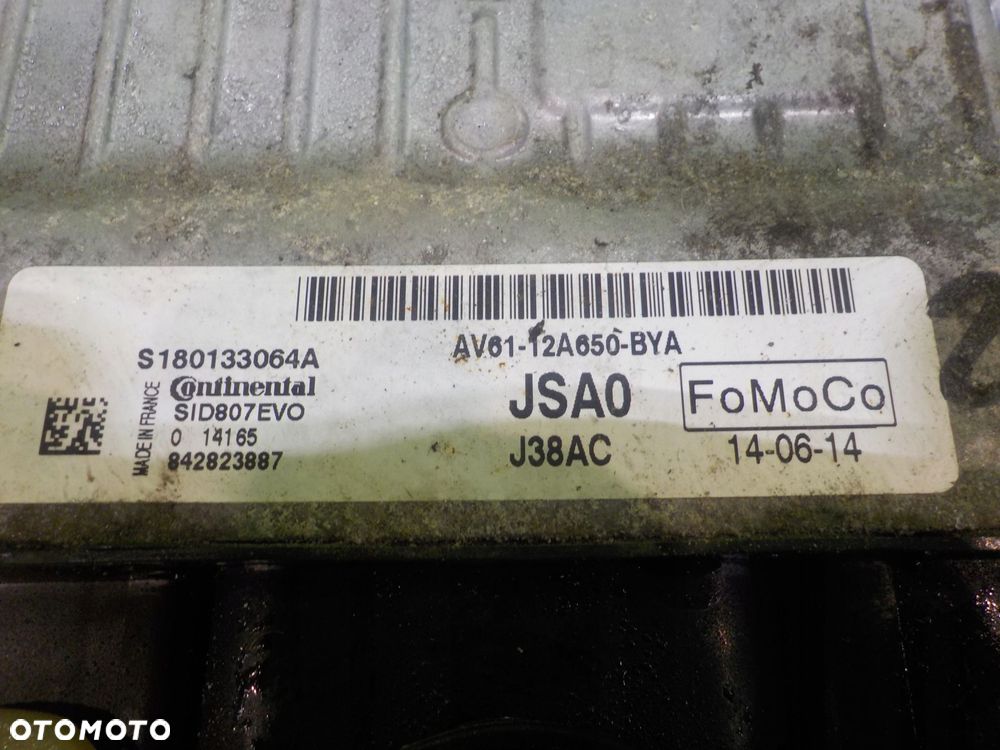 AV61-12A650-BYA
S180133064A
Continental
SID807EVO
0 14165
842823887
MADE IN FRANCE
JSA0
J38AC
FoMoCo
14-06-14
OTOMOTO